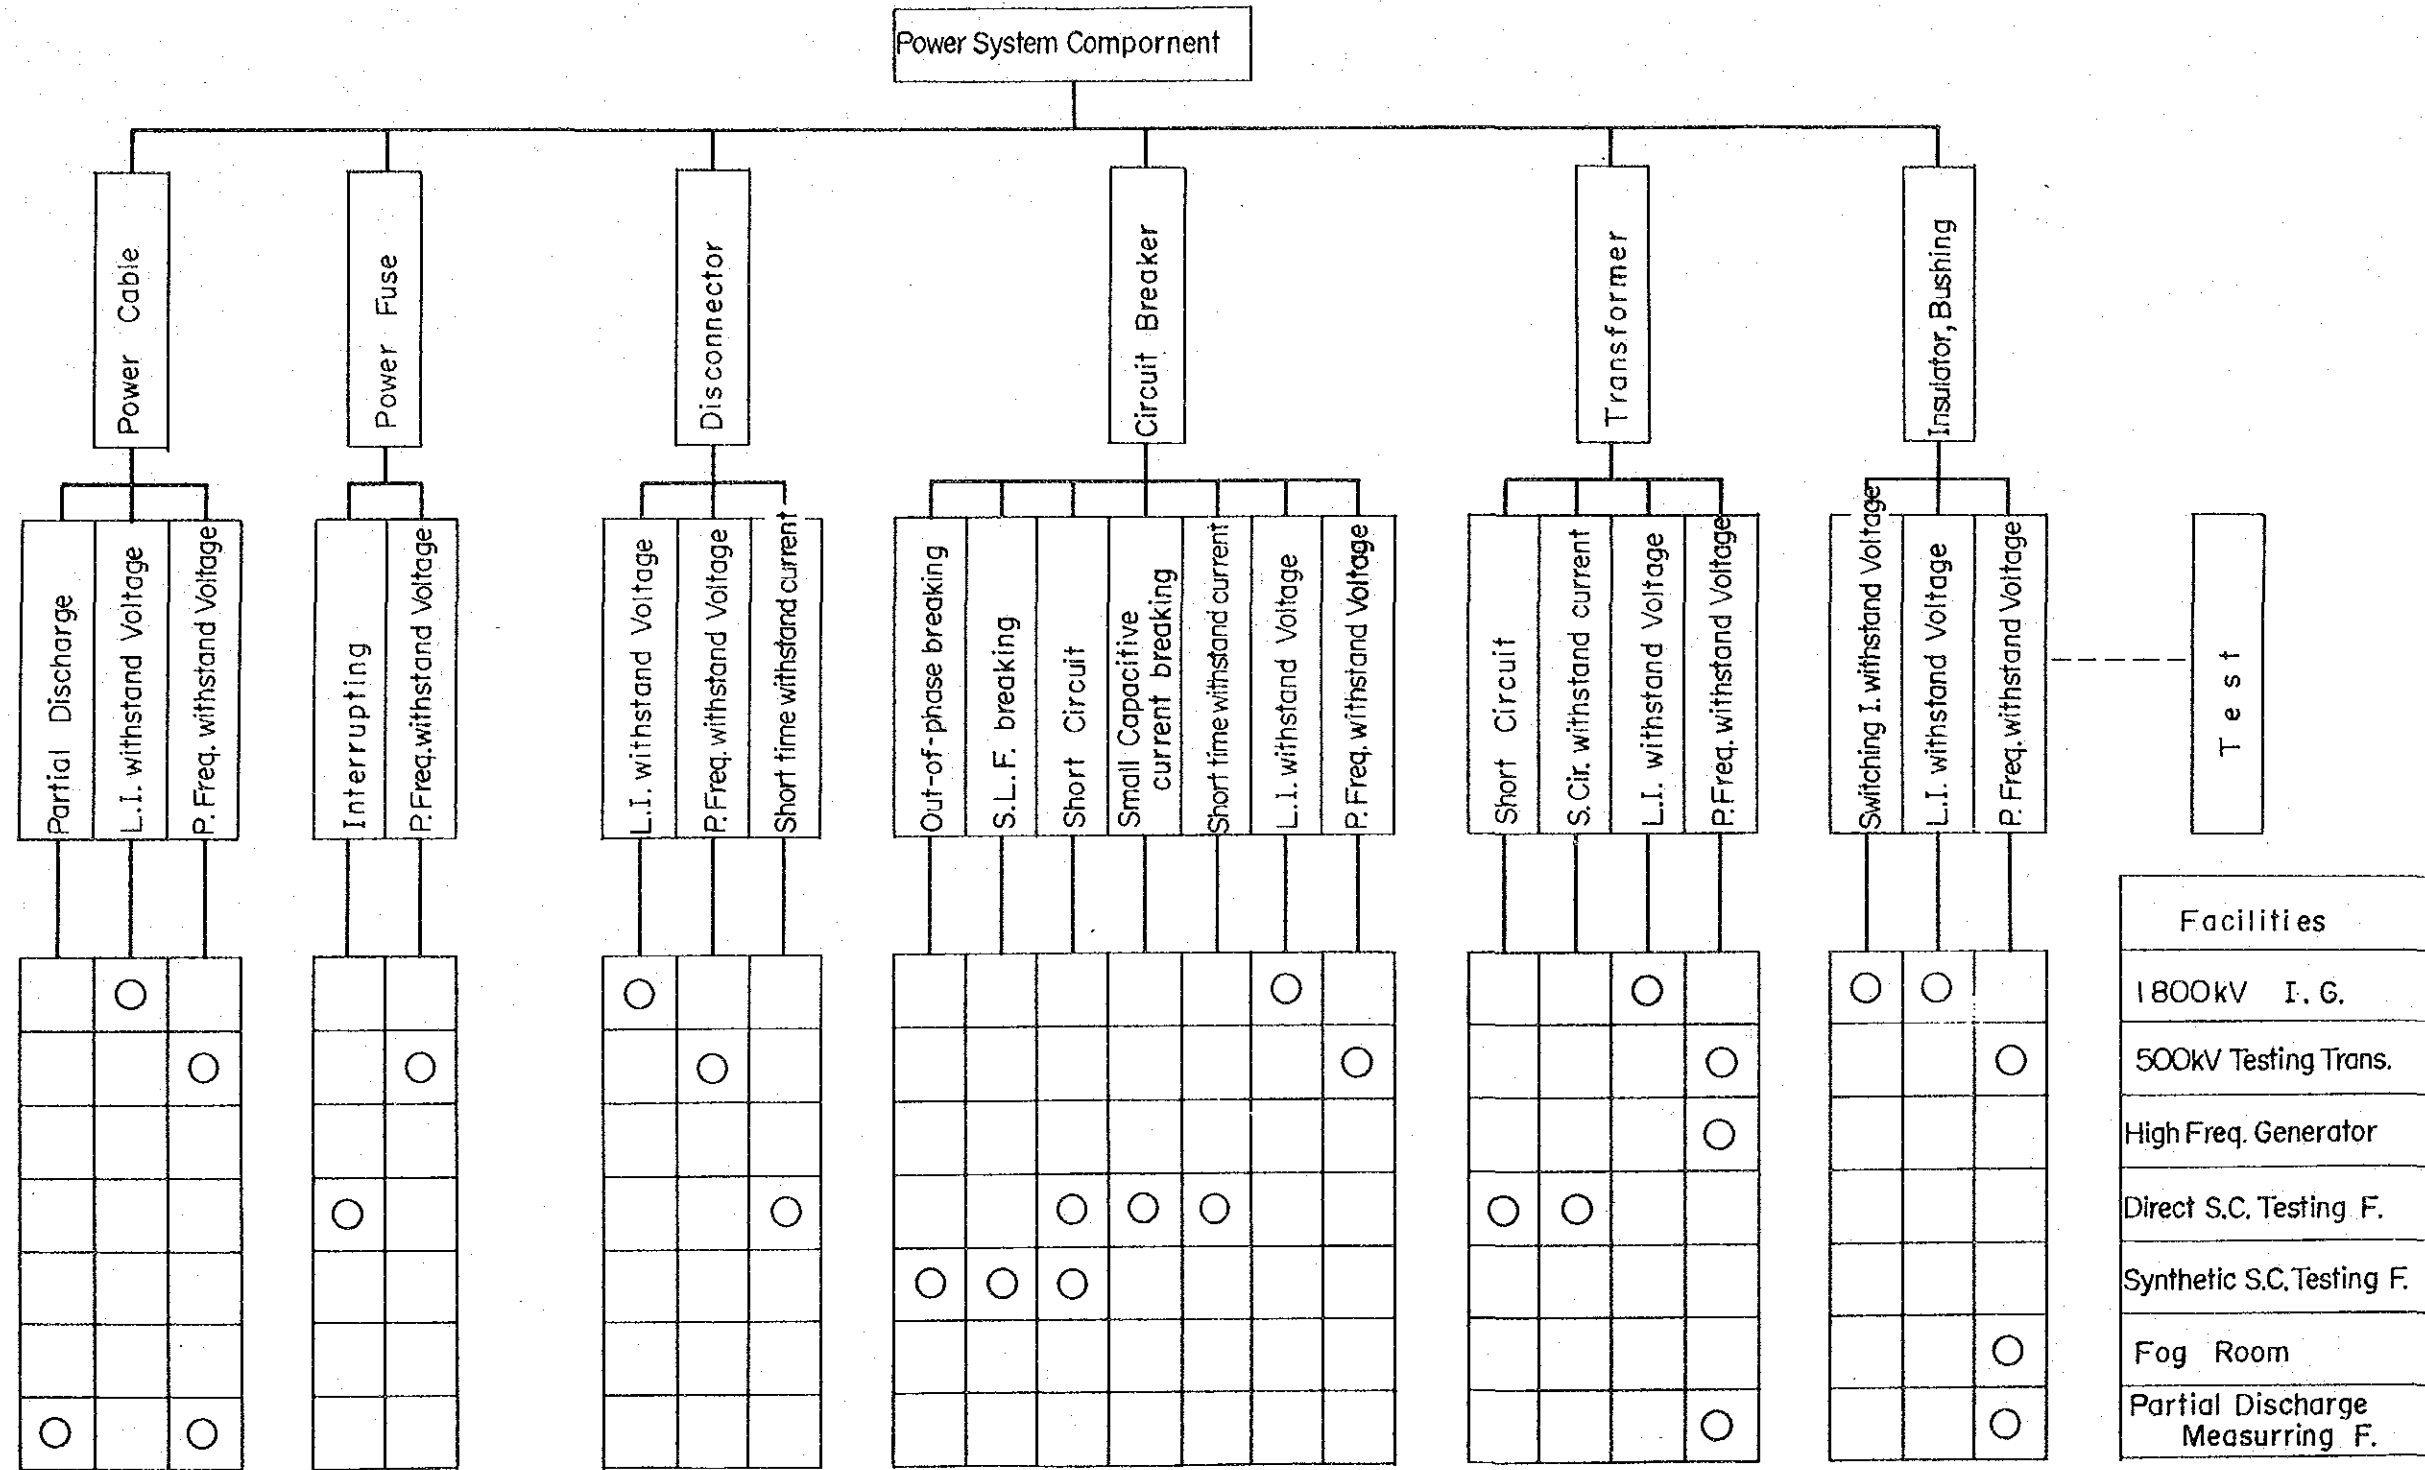 Power System Compornent
Power Cable
Power Fuse
Disconnector
Circuit Breaker
Transformer
Insulator, Bushing
Partial Discharge
L.I. withstand Voltage
P. Freq. withstand Voltage
Interrupting
P. Freq. withstand Voltage
L.I. withstand Voltage
P. Freq. withstand Voltage
Short time withstand current
Out-of-phase breaking
S.L.F. breaking
Short Circuit
Small Capacitive
current breaking
Short time withstand current
L.I. withstand Voltage
P. Freq. withstand Voltage
Short Circuit
S. Cir. withstand current
L.I. withstand Voltage
P. Freq. withstand Voltage
Switching I. withstand Voltage
L.I. withstand Voltage
P. Freq. withstand Voltage
Test
Facilities
1800kV I. G.
500kV Testing Trans.
High Freq. Generator
Direct S.C. Testing F.
Synthetic S.C. Testing F.
Fog Room
Partial Discharge
Measurring F.